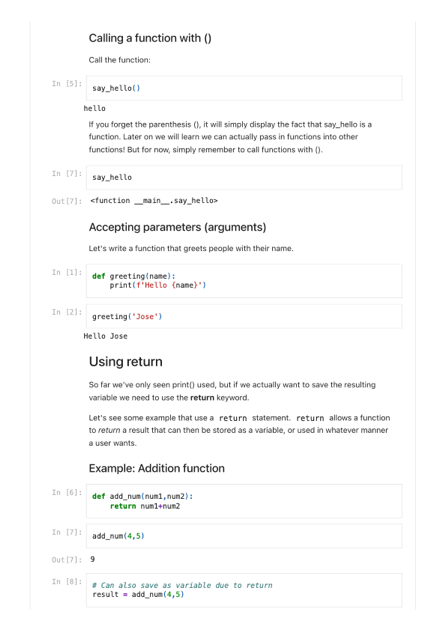 Calling a function with ()
Call the function:
In [5]: say_hello()
hello
If you forget the parenthesis (), it will simply display the fact that say_hello is a
function. Later on we will learn we can actually pass in functions into other
functions! But for now, simply remember to call functions with ().
In [7]: say_hello
Out[7]: <function __main__.say_hello>
Accepting parameters (arguments)
Let's write a function that greets people with their name.
In [1]: def greeting(name):
    print(f'Hello {name}')
In [2]: greeting('Jose')
Hello Jose
Using return
So far we've only seen print() used, but if we actually want to save the resulting
variable we need to use the return keyword.
Let's see some example that use a return statement. return allows a function
to return a result that can then be stored as a variable, or used in whatever manner
a user wants.
Example: Addition function
In [6]: def add_num(num1,num2):
    return num1+num2
In [7]: add_num(4,5)
Out[7]: 9
In [8]: # Can also save as variable due to return
result = add_num(4,5)